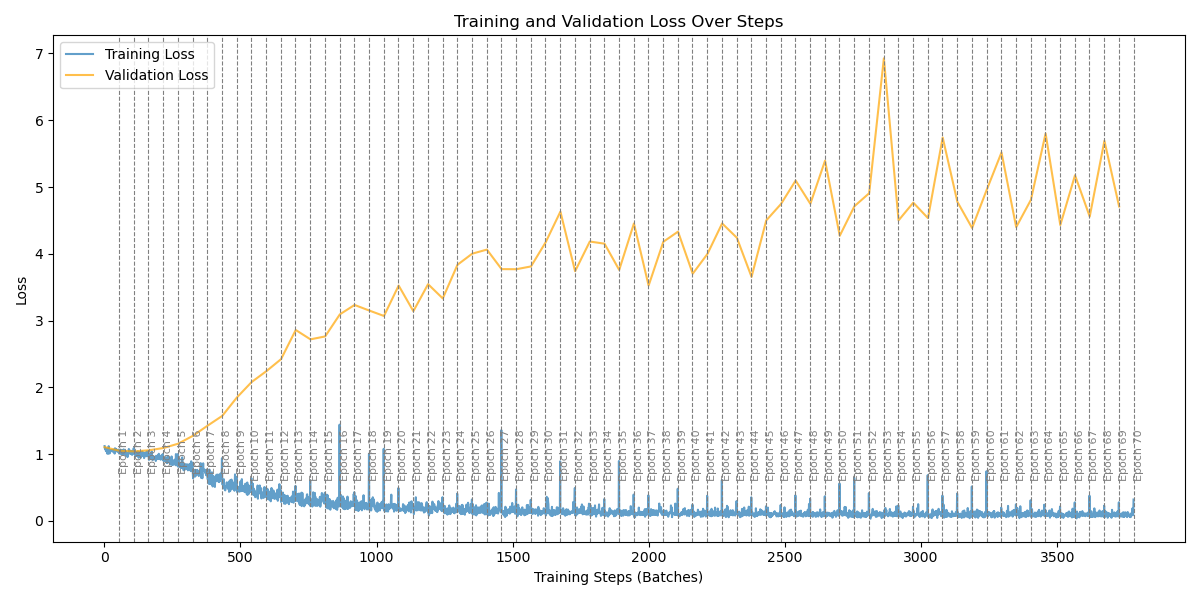 Training and Validation Loss Over Steps
Training Loss
Validation Loss
7
6
5
4
3
2
1
0
Loss
Epoch 1
Epoch 2
Epoch 3
Epoch 4
Epoch 5
Epoch 6
Epoch 7
Epoch 8
Epoch 9
Epoch 10
Epoch 11
Epoch 12
Epoch 13
Epoch 14
Epoch 15
Epoch 16
Epoch 17
Epoch 18
Epoch 19
Epoch 20
Epoch 21
Epoch 22
Epoch 23
Epoch 24
Epoch 25
Epoch 26
Epoch 27
Epoch 28
Epoch 29
Epoch 30
Epoch 31
Epoch 32
Epoch 33
Epoch 34
Epoch 35
Epoch 36
Epoch 37
Epoch 38
Epoch 39
Epoch 40
Epoch 41
Epoch 42
Epoch 43
Epoch 44
Epoch 45
Epoch 46
Epoch 47
Epoch 48
Epoch 49
Epoch 50
Epoch 51
Epoch 52
Epoch 53
Epoch 54
Epoch 55
Epoch 56
Epoch 57
Epoch 58
Epoch 59
Epoch 60
Epoch 61
Epoch 62
Epoch 63
Epoch 64
Epoch 65
Epoch 66
Epoch 67
Epoch 68
Epoch 69
Epoch 70
0
500
1000
1500
2000
2500
3000
3500
Training Steps (Batches)